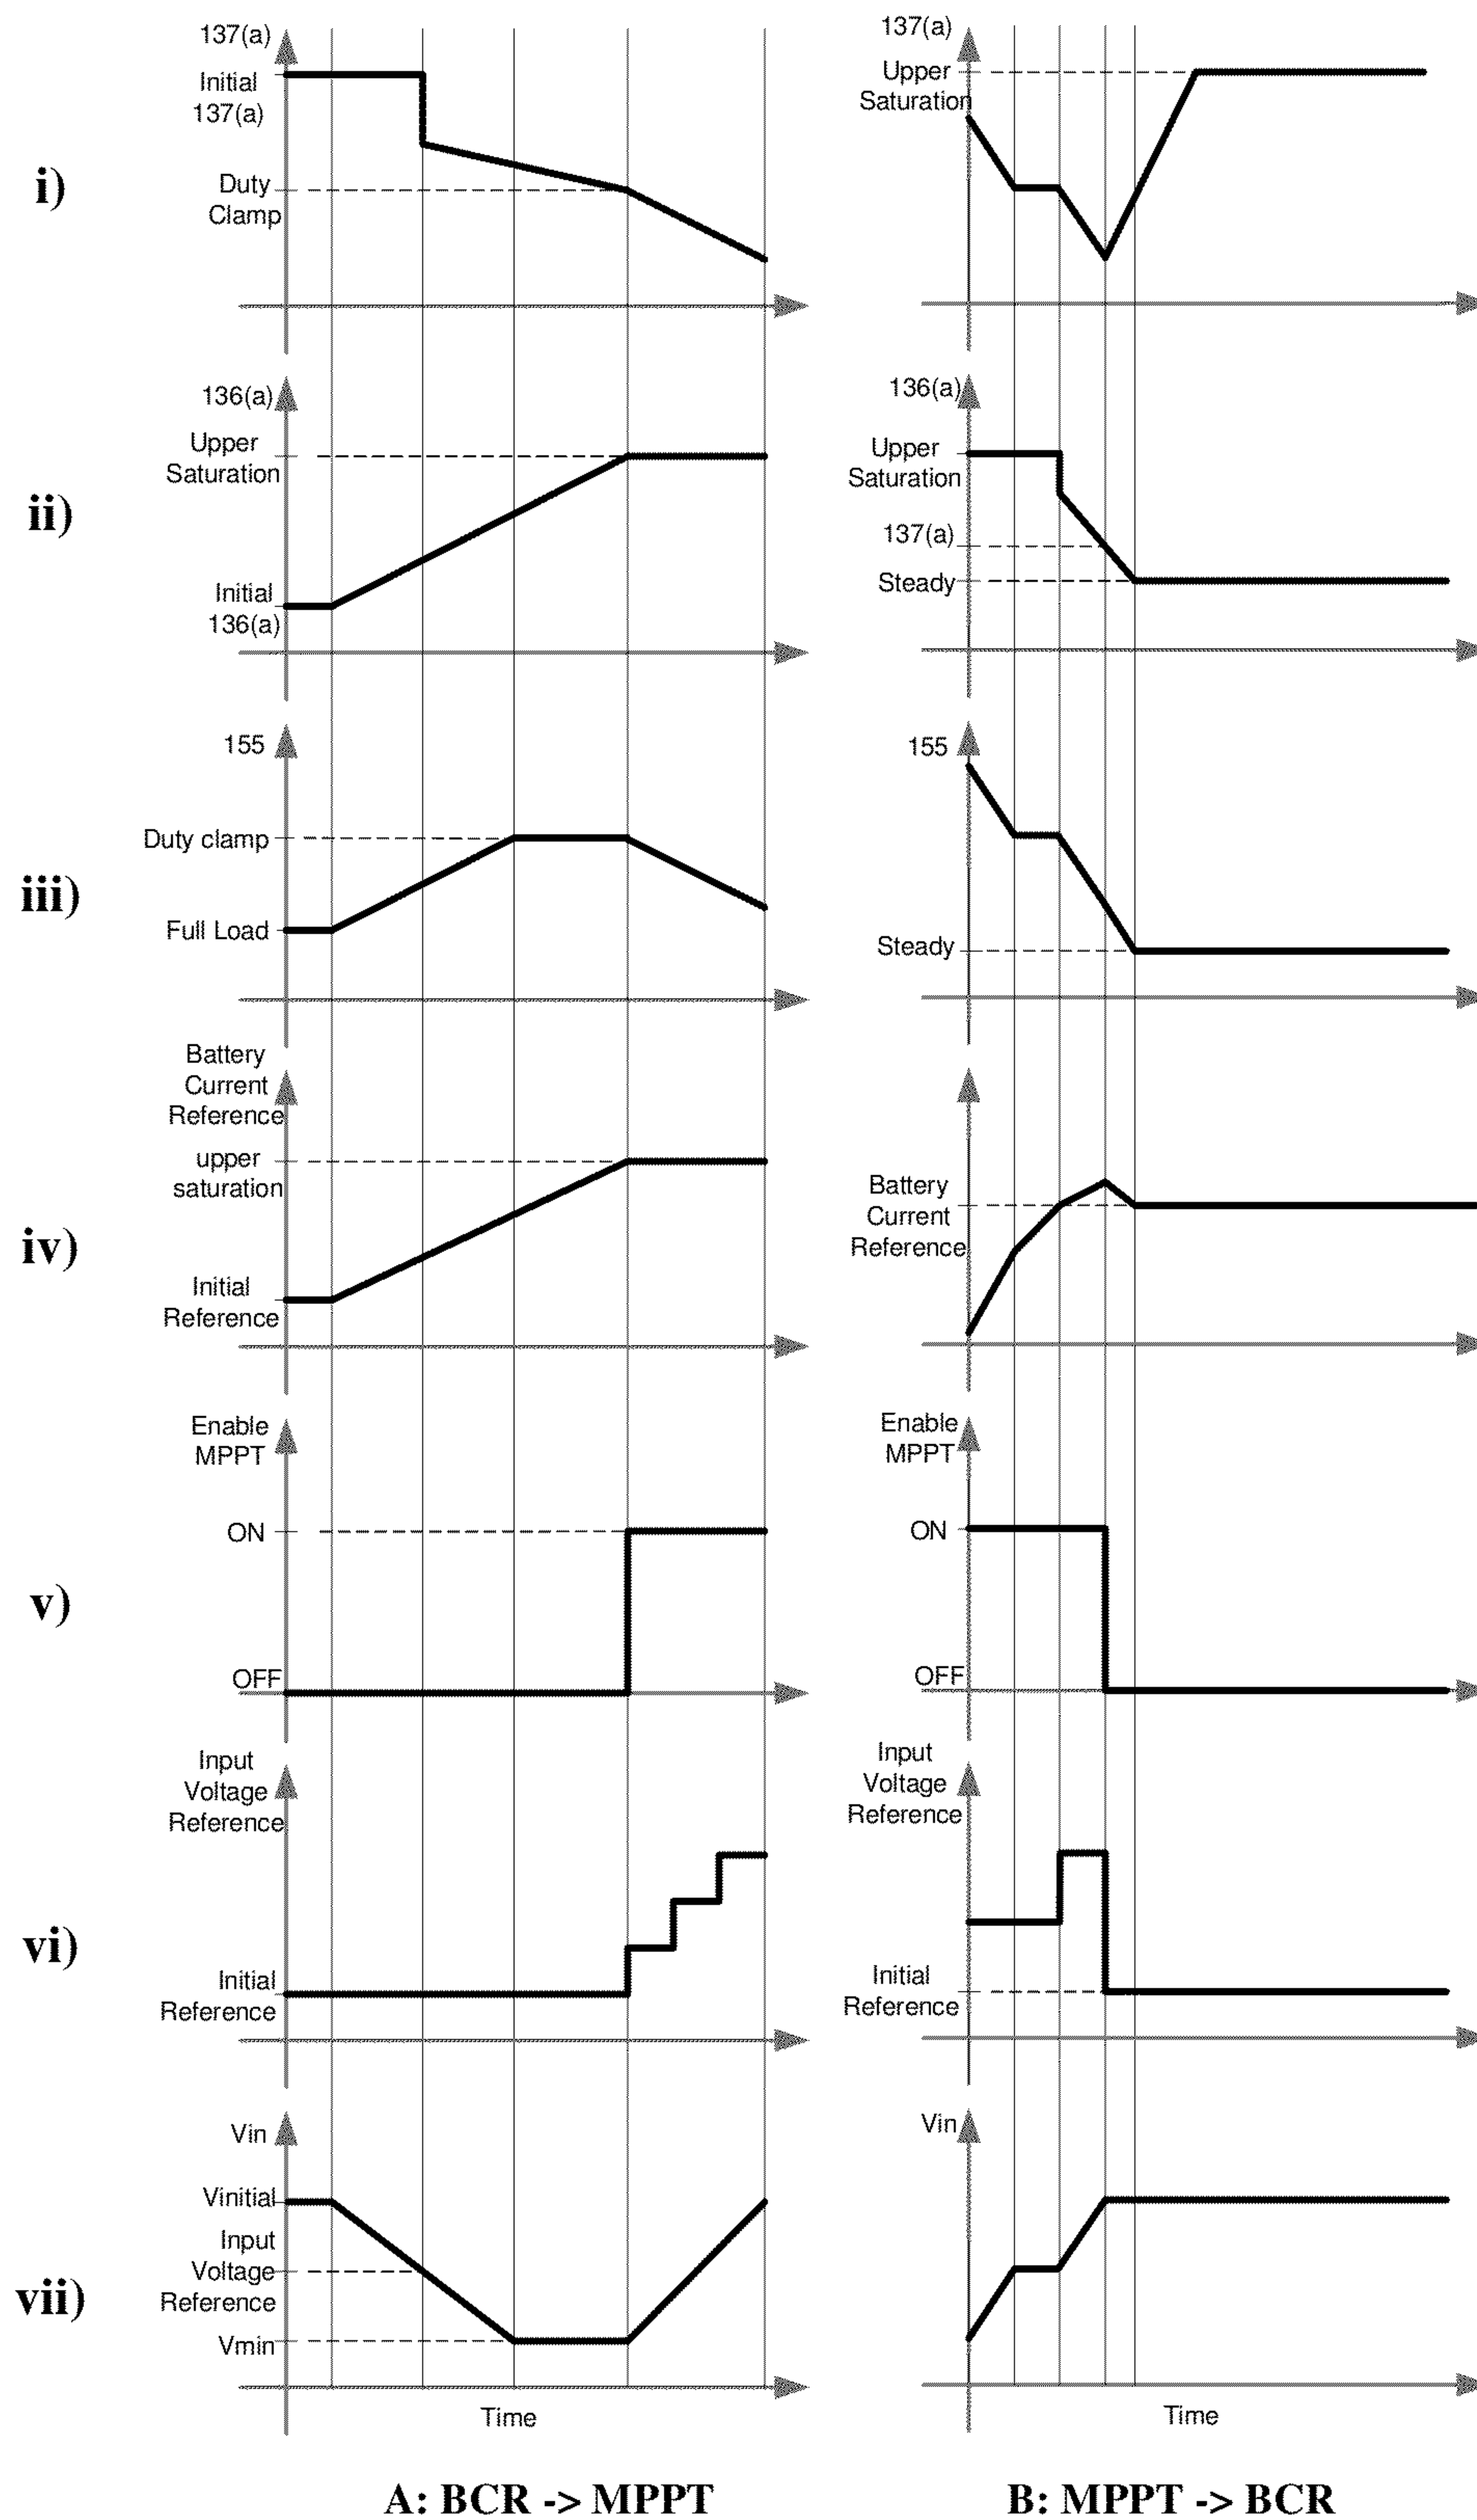 137(a)
Initial
137(a)
Duty
Clamp
i)
137(a)
Upper
Saturation
136(a)
Upper
Saturation
Initial
136(a)
ii)
136(a)
Upper
Saturation
137(a)
Steady
155
Duty clamp
Full Load
iii)
155
Steady
Battery
Current
Reference
upper
saturation
Initial
Reference
iv)
Battery
Current
Reference
Enable
MPPT
ON
OFF
v)
Enable
MPPT
ON
OFF
Input
Voltage
Reference
Initial
Reference
vi)
Input
Voltage
Reference
Initial
Reference
Vin
Vinitial
Input
Voltage
Reference
Vmin
vii)
Time
Vin
Time
A: BCR -> MPPT
B: MPPT -> BCR